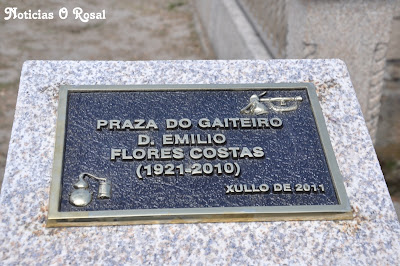 Noticias O Rosal
PRAZA DO GAITEIRO
D. EMILIO
FLORES COSTAS
(1921-2010)
XULLO DE 2011